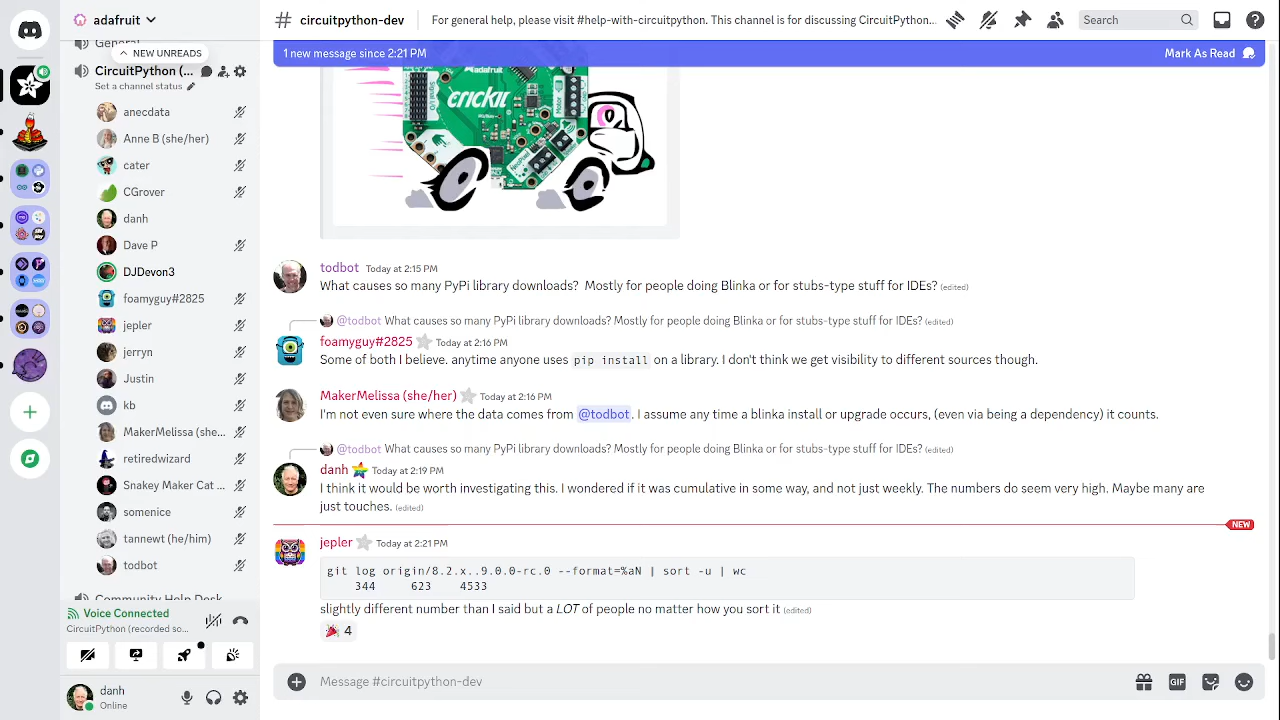 adafruit
# circuitpython-dev
For general help, please visit #help-with-circuitpython. This channel is for discussing CircuitPython...
Search
General
NEW UNREADS
CircuitPython (...
Set a channel status
anecdata
Anne B (she/her)
cater
CGrover
danh
Dave P
DJDevon3
foamyguy#2825
jepler
jerryn
Justin
kb
MakerMelissa (she...
retiredwizard
Snakey Maker Cat ...
somenice
tannewt (he/him)
todbot
Community Help Desk
Voice Connected
CircuitPython (recorded so...
danh
Online
1 new message since 2:21 PM
Mark As Read
adafruit
crickit
todbot Today at 2:15 PM
What causes so many PyPi library downloads? Mostly for people doing Blinka or for stubs-type stuff for IDEs? (edited)
@todbot What causes so many PyPi library downloads? Mostly for people doing Blinka or for stubs-type stuff for IDEs? (edited)
foamyguy#2825 Today at 2:16 PM
Some of both I believe. anytime anyone uses pip install on a library. I don't think we get visibility to different sources though.
MakerMelissa (she/her) Today at 2:16 PM
I'm not even sure where the data comes from @todbot. I assume any time a blinka install or upgrade occurs, (even via being a dependency) it counts.
@todbot What causes so many PyPi library downloads? Mostly for people doing Blinka or for stubs-type stuff for IDEs? (edited)
danh Today at 2:19 PM
I think it would be worth investigating this. I wondered if it was cumulative in some way, and not just weekly. The numbers do seem very high. Maybe many are
just touches. (edited)
NEW
jepler Today at 2:21 PM
git log origin/8.2.x..9.0.0-rc.0 --format=%aN | sort -u | wc
344 623 4533
slightly different number than I said but a LOT of people no matter how you sort it (edited)
4
Message #circuitpython-dev
GIF